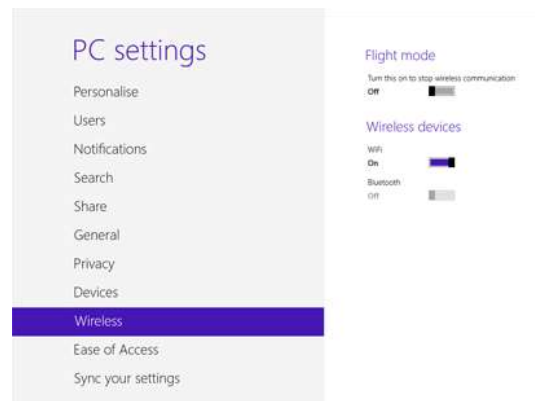 PC settings
Personalise
Users
Notifications
Search
Share
General
Privacy
Devices
Wireless
Ease of Access
Sync your settings
Flight mode
Turn this on to stop wireless communication
Off
Wireless devices
WiFi
On
Bluetooth
Off